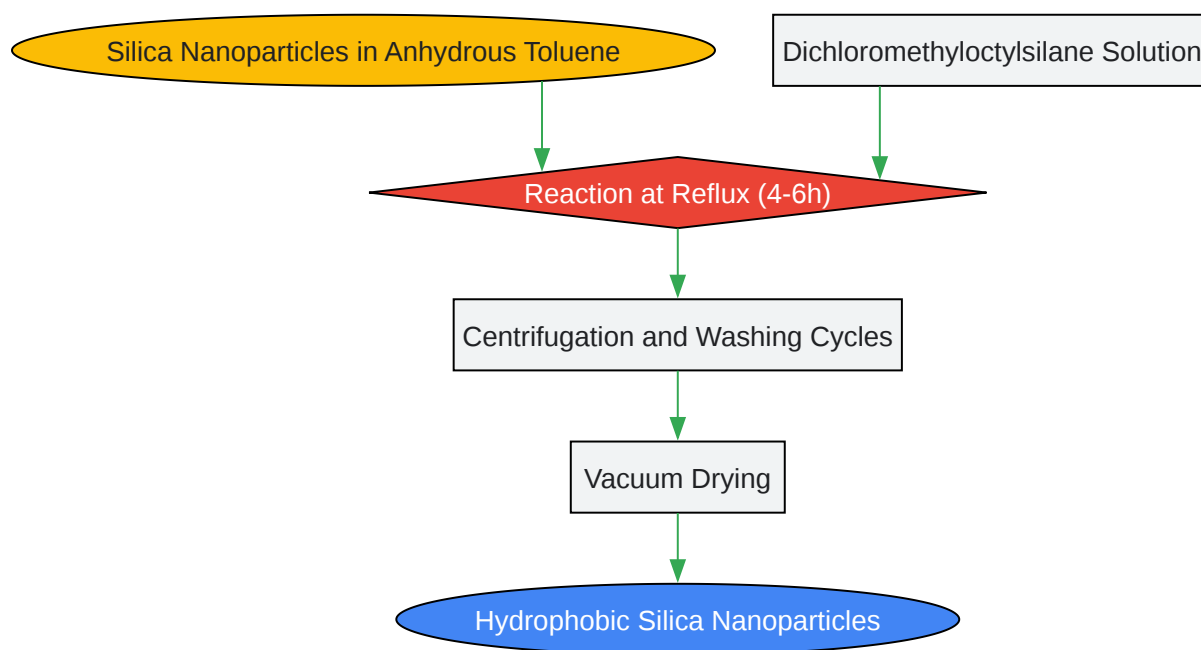 Silica Nanoparticles in Anhydrous Toluene
Dichloromethyloctylsilane Solution
Reaction at Reflux (4-6h)
Centrifugation and Washing Cycles
Vacuum Drying
Hydrophobic Silica Nanoparticles